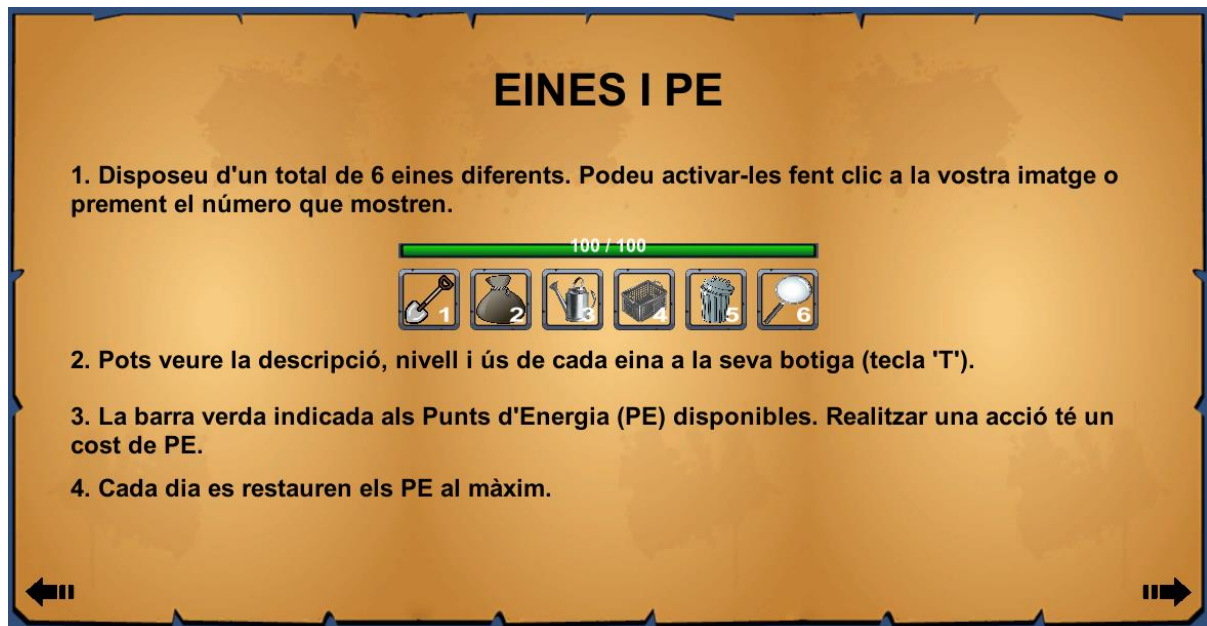 EINES I PE
1. Disposeu d'un total de 6 eines diferents. Podeu activar-les fent clic a la vostra imatge o
prement el número que mostren.
100 / 100
1 2 3 4 5 6
2. Pots veure la descripció, nivell i ús de cada eina a la seva botiga (tecla 'T').
3. La barra verda indicada als Punts d'Energia (PE) disponibles. Realitzar una acció té un
cost de PE.
4. Cada dia es restauren els PE al màxim.